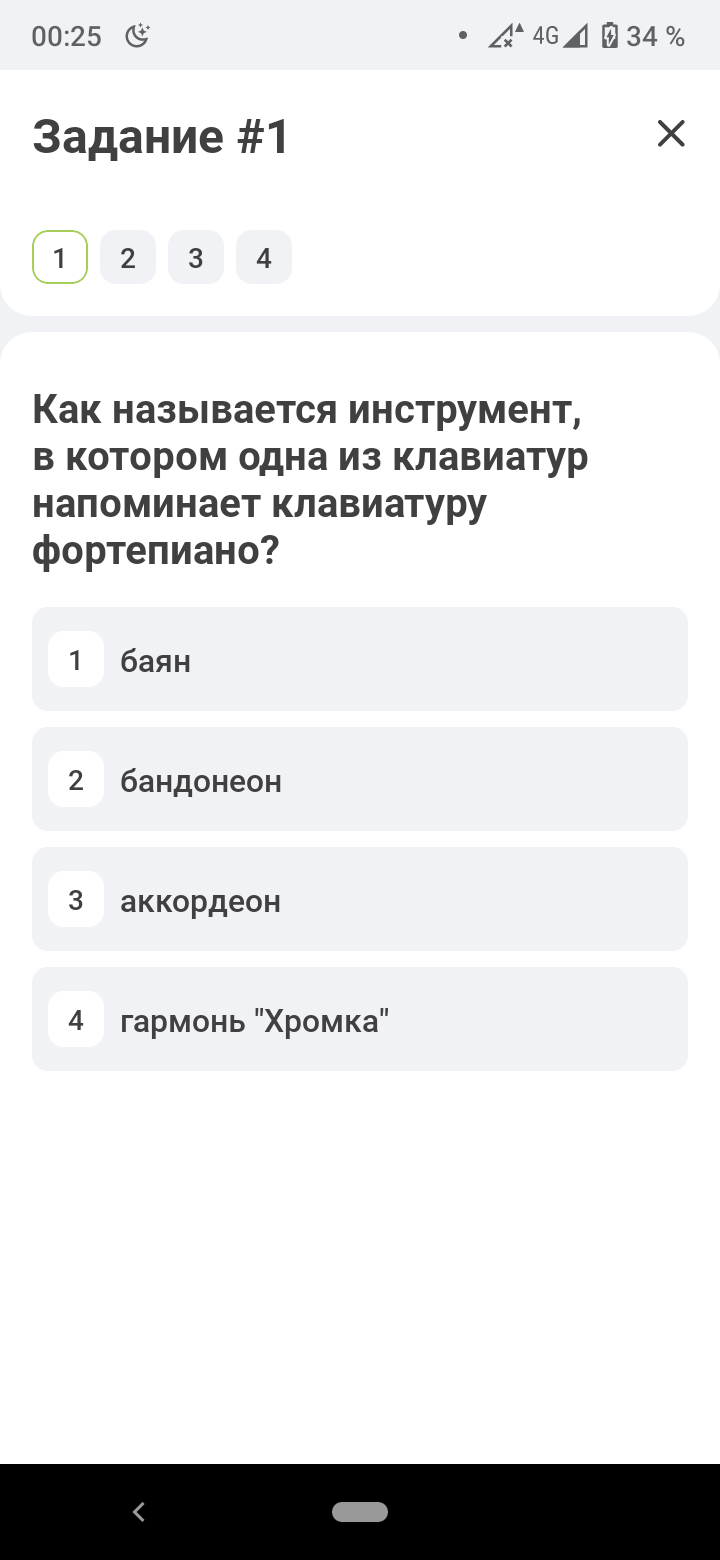 00:25 4G 34 %
Задание #1
1 2 3 4
Как называется инструмент,
в котором одна из клавиатур
напоминает клавиатуру
фортепиано?
1 баян
2 бандонеон
3 аккордеон
4 гармонь "Хромка"